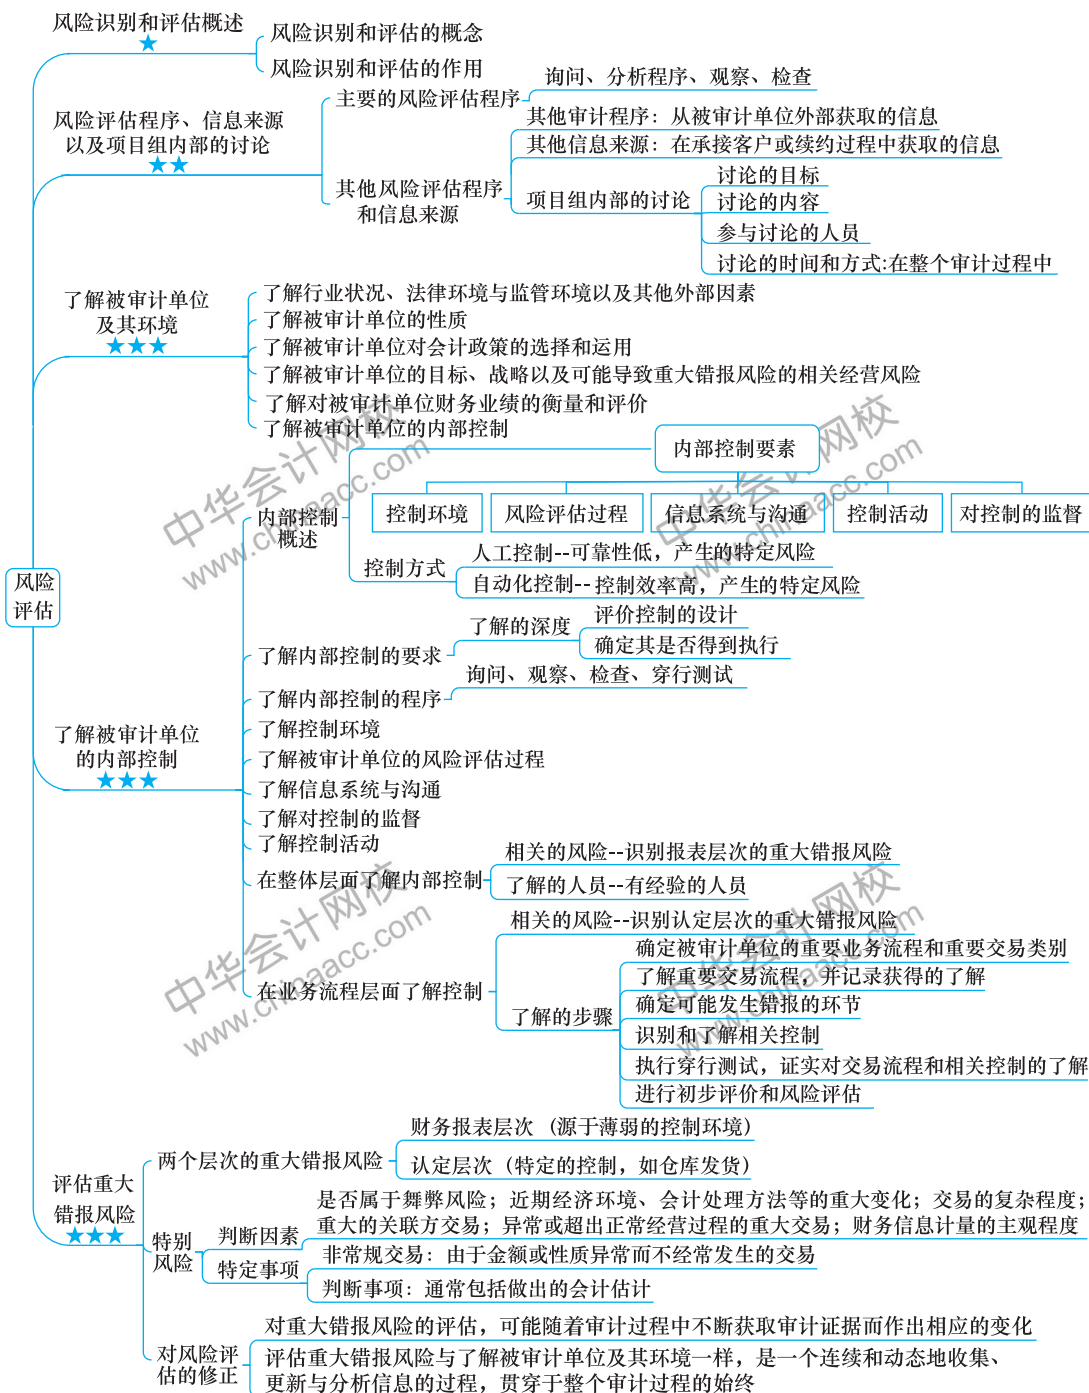 风险识别和评估概述
★
风险识别和评估的概念
风险识别和评估的作用
风险评估程序、信息来源
以及项目组内部的讨论
★★
主要的风险评估程序
询问、分析程序、观察、检查
其他风险评估程序
和信息来源
其他审计程序：从被审计单位外部获取的信息
其他信息来源：在承接客户或续约过程中获取的信息
项目组内部的讨论
讨论的目标
讨论的内容
参与讨论的人员
讨论的时间和方式:在整个审计过程中
了解被审计单位
及其环境
★★★
了解行业状况、法律环境与监管环境以及其他外部因素
了解被审计单位的性质
了解被审计单位对会计政策的选择和运用
了解被审计单位的目标、战略以及可能导致重大错报风险的相关经营风险
了解对被审计单位财务业绩的衡量和评价
了解被审计单位的内部控制
风险
评估
了解被审计单位
的内部控制
★★★
内部控制
概述
内部控制要素
控制环境
风险评估过程
信息系统与沟通
控制活动
对控制的监督
控制方式
人工控制--可靠性低，产生的特定风险
自动化控制--控制效率高，产生的特定风险
了解内部控制的要求
了解的深度
评价控制的设计
确定其是否得到执行
了解内部控制的程序
询问、观察、检查、穿行测试
了解控制环境
了解被审计单位的风险评估过程
了解信息系统与沟通
了解对控制的监督
了解控制活动
在整体层面了解内部控制
相关的风险--识别报表层次的重大错报风险
了解的人员--有经验的人员
在业务流程层面了解控制
相关的风险--识别认定层次的重大错报风险
了解的步骤
确定被审计单位的重要业务流程和重要交易类别
了解重要交易流程，并记录获得的了解
确定可能发生错报的环节
识别和了解相关控制
执行穿行测试，证实对交易流程和相关控制的了解
进行初步评价和风险评估
评估重大
错报风险
★★★
两个层次的重大错报风险
财务报表层次（源于薄弱的控制环境）
认定层次（特定的控制，如仓库发货）
特别
风险
判断因素
是否属于舞弊风险；近期经济环境、会计处理方法等的重大变化；交易的复杂程度；
重大的关联方交易；异常或超出正常经营过程的重大交易；财务信息计量的主观程度
特定事项
非常规交易：由于金额或性质异常而不经常发生的交易
判断事项：通常包括做出的会计估计
对风险评
估的修正
对重大错报风险的评估，可能随着审计过程中不断获取审计证据而作出相应的变化
评估重大错报风险与了解被审计单位及其环境一样，是一个连续和动态地收集、
更新与分析信息的过程，贯穿于整个审计过程的始终
中华会计网校
www.chinaacc.com
中华会计网校
www.chinaacc.com
中华会计网校
www.chinaacc.com
中华会计网校
www.chinaacc.com